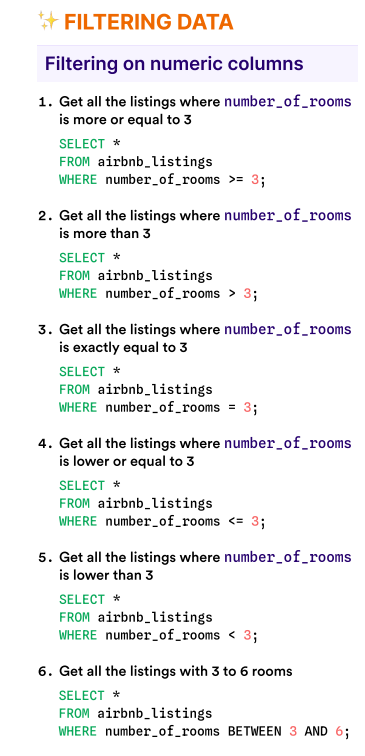 ✨ FILTERING DATA
Filtering on numeric columns
1. Get all the listings where number_of_rooms
is more or equal to 3
SELECT *
FROM airbnb_listings
WHERE number_of_rooms >= 3;
2. Get all the listings where number_of_rooms
is more than 3
SELECT *
FROM airbnb_listings
WHERE number_of_rooms > 3;
3. Get all the listings where number_of_rooms
is exactly equal to 3
SELECT *
FROM airbnb_listings
WHERE number_of_rooms = 3;
4. Get all the listings where number_of_rooms
is lower or equal to 3
SELECT *
FROM airbnb_listings
WHERE number_of_rooms <= 3;
5. Get all the listings where number_of_rooms
is lower than 3
SELECT *
FROM airbnb_listings
WHERE number_of_rooms < 3;
6. Get all the listings with 3 to 6 rooms
SELECT *
FROM airbnb_listings
WHERE number_of_rooms BETWEEN 3 AND 6;